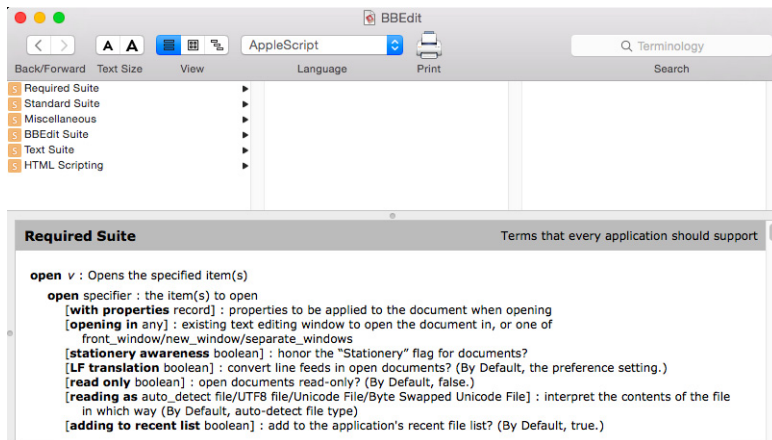 BBEdit
A A
AppleScript
Terminology
Back/Forward Text Size View Language Print Search
S Required Suite
S Standard Suite
S Miscellaneous
S BBEdit Suite
S Text Suite
S HTML Scripting
Required Suite Terms that every application should support
open v : Opens the specified item(s)
open specifier : the item(s) to open
[with properties record] : properties to be applied to the document when opening
[opening in any] : existing text editing window to open the document in, or one of
front_window/new_window/separate_windows
[stationery awareness boolean] : honor the “Stationery” flag for documents?
[LF translation boolean] : convert line feeds in open documents? (By Default, the preference setting.)
[read only boolean] : open documents read-only? (By Default, false.)
[reading as auto_detect file/UTF8 file/Unicode File/Byte Swapped Unicode File] : interpret the contents of the file
in which way (By Default, auto-detect file type)
[adding to recent list boolean] : add to the application's recent file list? (By Default, true.)